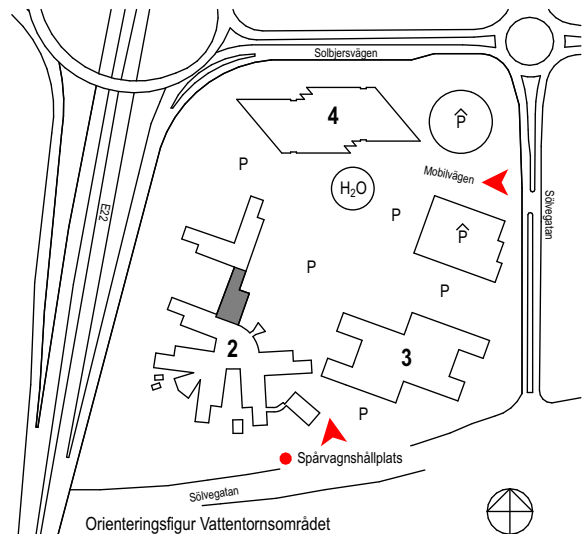 Solbjersvägen
4
P
P
Mobilvägen
H₂O
P
Sölvegatan
E22
P
P
P
2
3
P
Spårvagnshållplats
Sölvegatan
Orienteringsfigur Vattentornsområdet